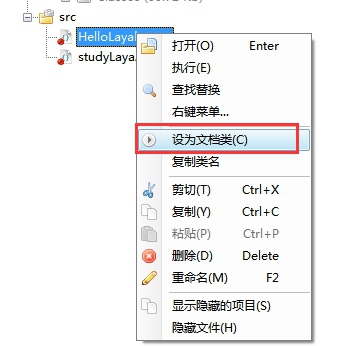 src
HelloLaya
studyLaya.
打开(O) Enter
执行(E)
查找替换
右键菜单...
设为文档类(C)
复制类名
剪切(T) Ctrl+X
复制(Y) Ctrl+C
粘贴(P) Ctrl+P
删除(D) Delete
重命名(M) F2
显示隐藏的项目(S)
隐藏文件(H)